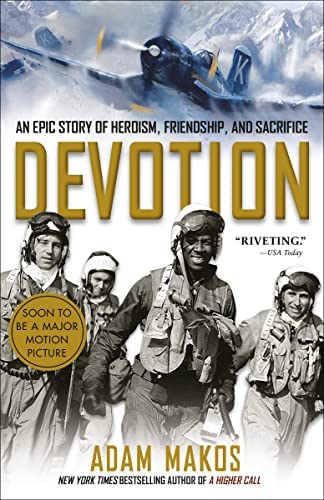 AN EPIC STORY OF HEROISM, FRIENDSHIP, AND SACRIFICE
DEVOTION
"RIVETING."
—USA Today
SOON TO
BE A MAJOR
MOTION
PICTURE
ADAM MAKOS
NEW YORK TIMES BESTSELLING AUTHOR OF A HIGHER CALL
K